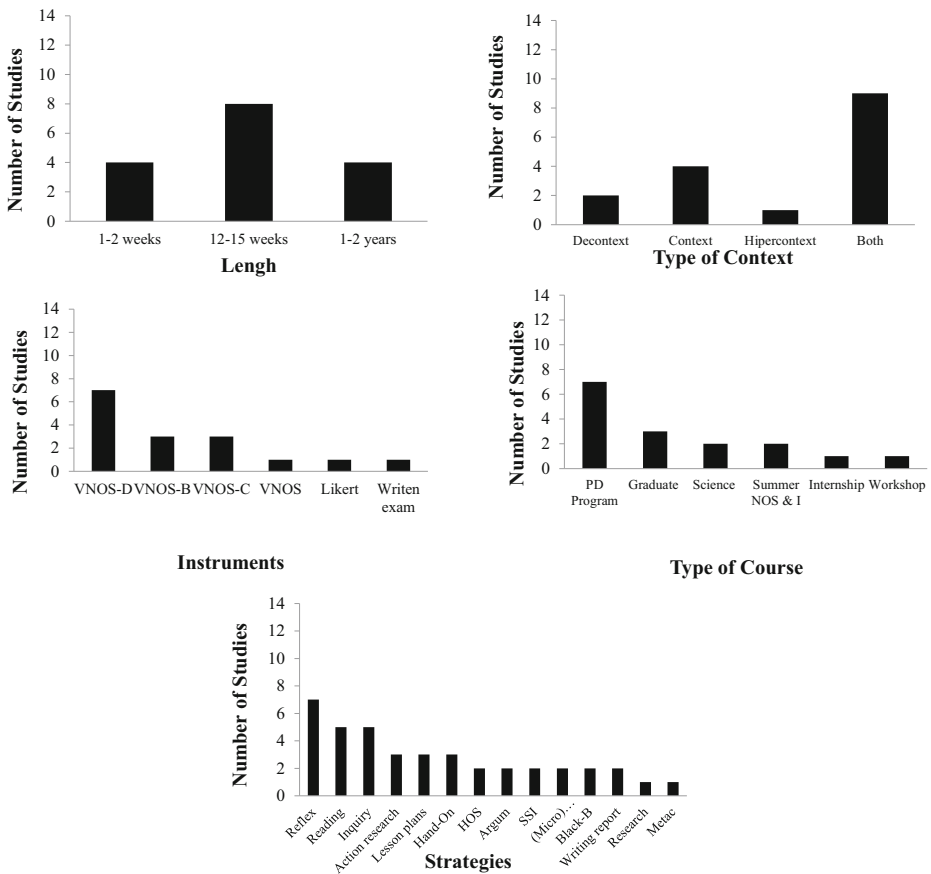 14
12
10
8
6
4
2
0
Number of Studies
1-2 weeks 12-15 weeks 1-2 years
Lengh
14
12
10
8
6
4
2
0
Number of Studies
Decontext Context Hipercontext Both
Type of Context
14
12
10
8
6
4
2
0
Number of Studies
VNOS-D VNOS-B VNOS-C VNOS Likert Writen
exam
Instruments
14
12
10
8
6
4
2
0
Number of Studies
PD Graduate Science Summer Internship Workshop
Program NOS & I
Type of Course
14
12
10
8
6
4
2
0
Number of Studies
Reflex
Reading
Inquiry
Action research
Lesson plans
Hand-On
HOS
Argum
SSI
(Micro)…
Black-B
Writing report
Research
Metac
Strategies